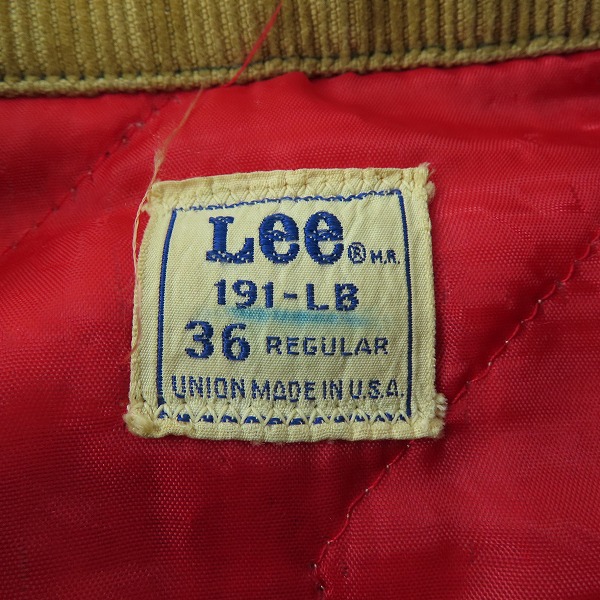 Lee® M.R.
191-LB
36 REGULAR
UNION MADE IN U.S.A.